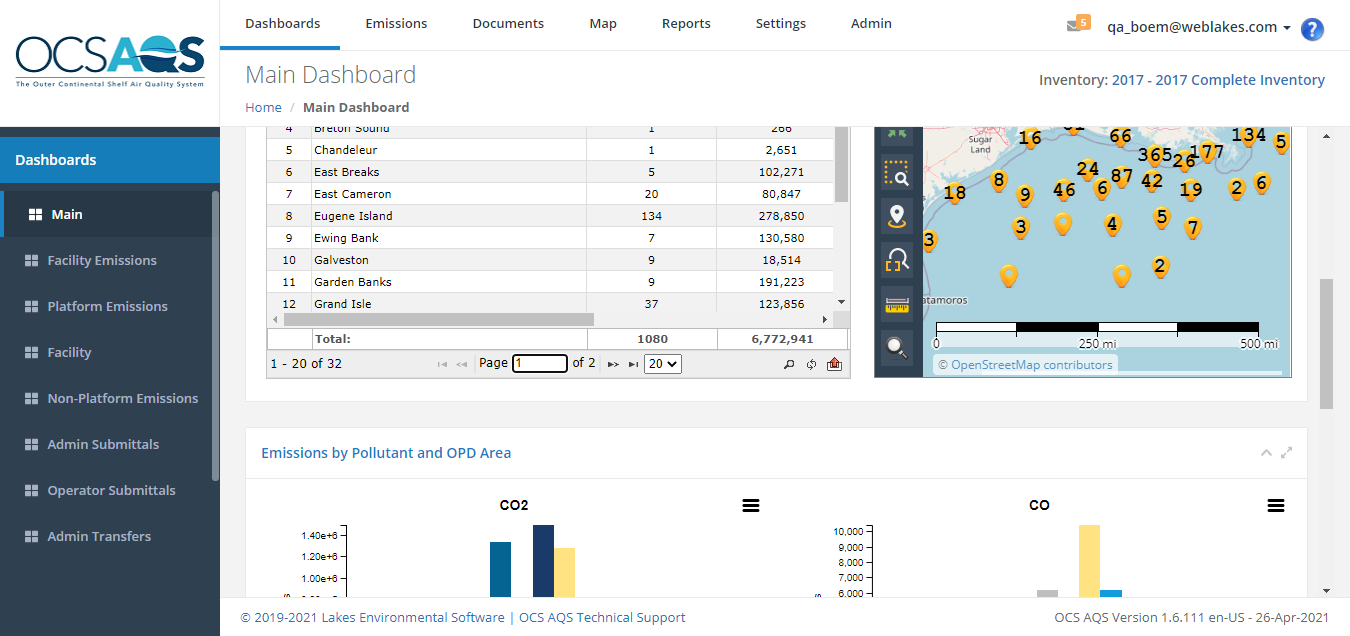 OCSAQS
The Outer Continental Shelf Air Quality System
Dashboards Emissions Documents Map Reports Settings Admin
5 qa_boem@weblakes.com ?
Main Dashboard
Home / Main Dashboard
Inventory: 2017 - 2017 Complete Inventory
Dashboards
Main
Facility Emissions
Platform Emissions
Facility
Non-Platform Emissions
Admin Submittals
Operator Submittals
Admin Transfers
4 Breton Sound 1 266
5 Chandeleur 1 2,651
6 East Breaks 5 102,271
7 East Cameron 20 80,847
8 Eugene Island 134 278,850
9 Ewing Bank 7 130,580
10 Galveston 9 18,514
11 Garden Banks 9 191,223
12 Grand Isle 37 123,856
Total: 1080 6,772,941
1 - 20 of 32 Page 1 of 2 20
Sugar
Land
16 66 134 5
365 26 177
18 8 9 46 24 6 87 42 19 2 6
3 3 4 5 7
2
atamoros
0 250 mi 500 mi
© OpenStreetMap contributors
Emissions by Pollutant and OPD Area
CO2
1.40e+6
1.20e+6
1.00e+6
CO
10,000
9,000
8,000
7,000
6,000
© 2019-2021 Lakes Environmental Software | OCS AQS Technical Support
OCS AQS Version 1.6.111 en-US - 26-Apr-2021